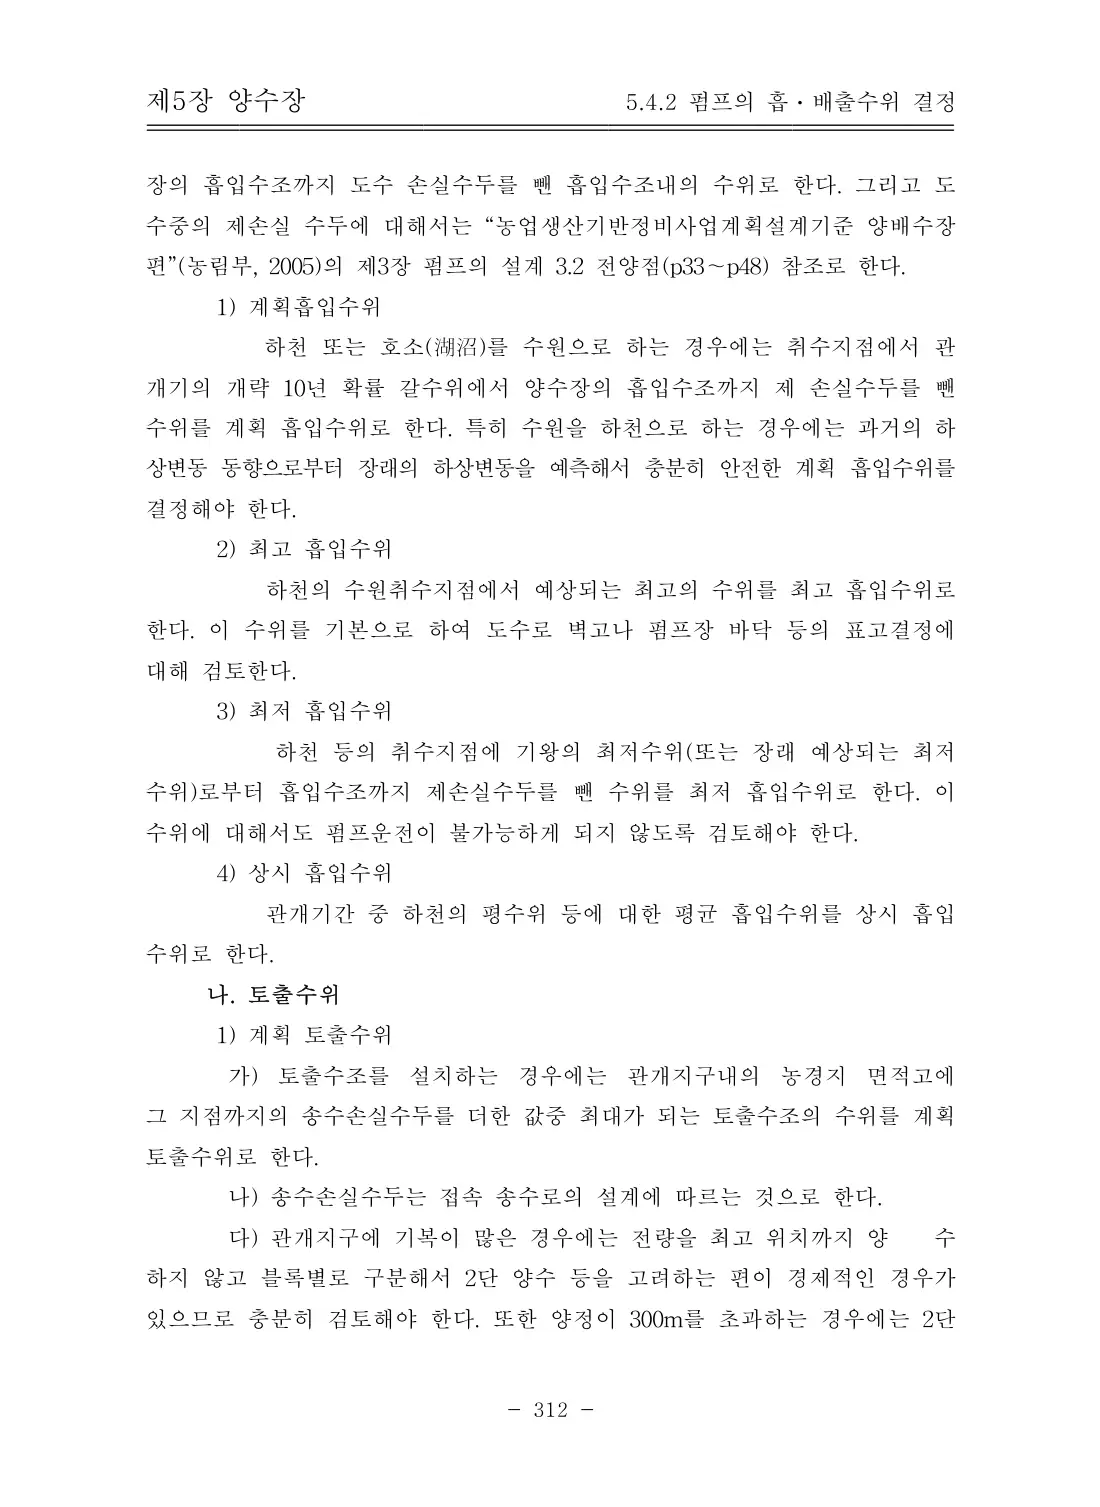 제5장 양수장
5.4.2 펌프의 흡·배출수위 결정
장의 흡입수조까지 도수 손실수두를 뺀 흡입수조내의 수위로 한다. 그리고 도
수중의 제손실 수두에 대해서는 “농업생산기반정비사업계획설계기준 양배수장
편”(농림부, 2005)의 제3장 펌프의 설계 3.2 전양점(p33～p48) 참조로 한다.
1) 계획흡입수위
하천 또는 호소(湖沼)를 수원으로 하는 경우에는 취수지점에서 관
개기의 개략 10년 확률 갈수위에서 양수장의 흡입수조까지 제 손실수두를 뺀
수위를 계획 흡입수위로 한다. 특히 수원을 하천으로 하는 경우에는 과거의 하
상변동 동향으로부터 장래의 하상변동을 예측해서 충분히 안전한 계획 흡입수위를
결정해야 한다.
2) 최고 흡입수위
하천의 수원취수지점에서 예상되는 최고의 수위를 최고 흡입수위로
한다. 이 수위를 기본으로 하여 도수로 벽고나 펌프장 바닥 등의 표고결정에
대해 검토한다.
3) 최저 흡입수위
하천 등의 취수지점에 기왕의 최저수위(또는 장래 예상되는 최저
수위)로부터 흡입수조까지 제손실수두를 뺀 수위를 최저 흡입수위로 한다. 이
수위에 대해서도 펌프운전이 불가능하게 되지 않도록 검토해야 한다.
4) 상시 흡입수위
관개기간 중 하천의 평수위 등에 대한 평균 흡입수위를 상시 흡입
수위로 한다.
나. 토출수위
1) 계획 토출수위
가) 토출수조를 설치하는 경우에는 관개지구내의 농경지 면적고에
그 지점까지의 송수손실수두를 더한 값중 최대가 되는 토출수조의 수위를 계획
토출수위로 한다.
나) 송수손실수두는 접속 송수로의 설계에 따르는 것으로 한다.
다) 관개지구에 기복이 많은 경우에는 전량을 최고 위치까지 양 수
하지 않고 블록별로 구분해서 2단 양수 등을 고려하는 편이 경제적인 경우가
있으므로 충분히 검토해야 한다. 또한 양정이 300m를 초과하는 경우에는 2단
- 312 -